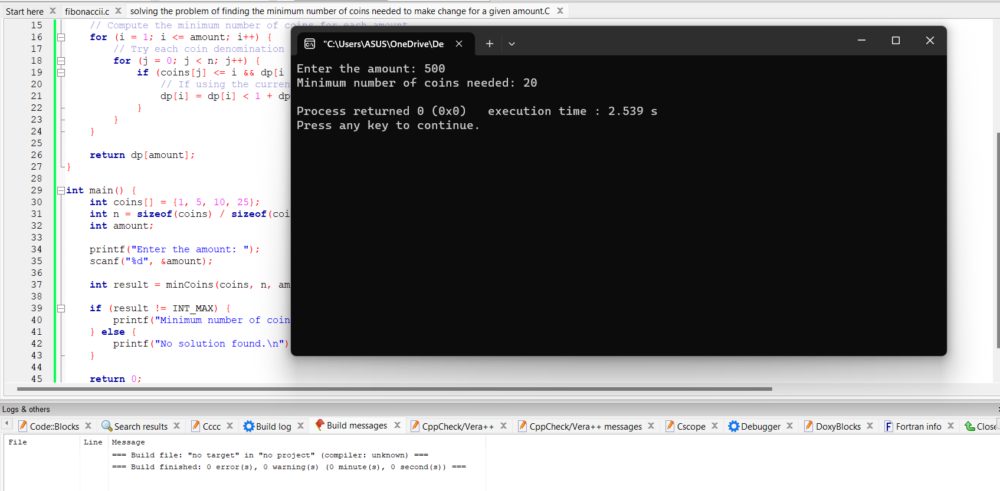 Start here
fibonaccii.c
solving the problem of finding the minimum number of coins needed to make change for a given amount.C
15 // Compute the minimum number of coins for each amount
16 for (i = 1; i <= amount; i++) {
17 // Try each coin denomination
18 for (j = 0; j < n; j++) {
19 if (coins[j] <= i && dp[i
20 // If using the curren
21 dp[i] = dp[i] < 1 + dp
22 }
23 }
24 }
25
26 return dp[amount];
27 }
28
29 int main() {
30 int coins[] = {1, 5, 10, 25};
31 int n = sizeof(coins) / sizeof(coi
32 int amount;
33
34 printf("Enter the amount: ");
35 scanf("%d", &amount);
36
37 int result = minCoins(coins, n, am
38
39 if (result != INT_MAX) {
40 printf("Minimum number of coin
41 } else {
42 printf("No solution found.\n")
43 }
44
45 return 0;
"C:\Users\ASUS\OneDrive\De
Enter the amount: 500
Minimum number of coins needed: 20
Process returned 0 (0x0)   execution time : 2.539 s
Press any key to continue.
Logs & others
Code::Blocks
Search results
Cccc
Build log
Build messages
CppCheck/Vera++
CppCheck/Vera++ messages
Cscope
Debugger
DoxyBlocks
Fortran info
Close
File Line Message
=== Build file: "no target" in "no project" (compiler: unknown) ===
=== Build finished: 0 error(s), 0 warning(s) (0 minute(s), 0 second(s)) ===